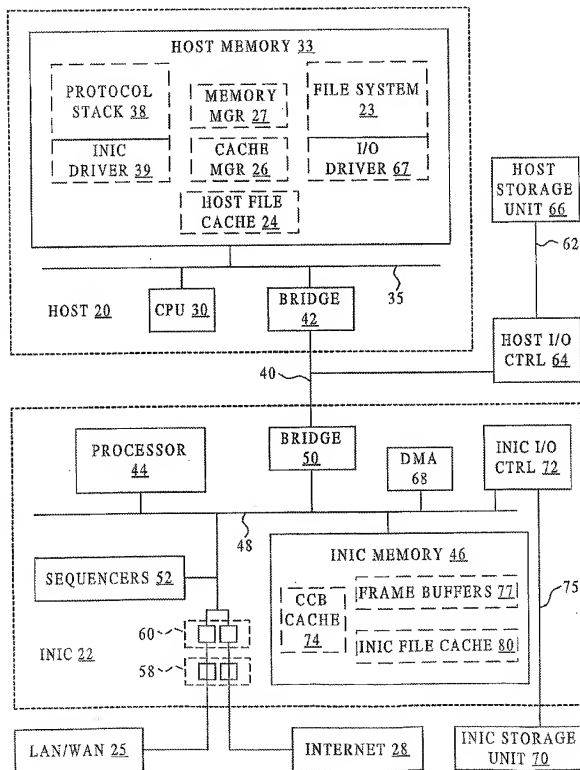 HOST MEMORY 33
PROTOCOL
STACK 38
INIC
DRIVER 39
MEMORY
MGR 27
CACHE
MGR 26
HOST FILE
CACHE 24
FILE SYSTEM
23
I/O
DRIVER 67
HOST
STORAGE
UNIT 66
62
HOST I/O
CTRL 64
HOST 20
CPU 30
BRIDGE
42
35
40
PROCESSOR
44
BRIDGE
50
DMA
68
INIC I/O
CTRL 72
48
SEQUENCERS 52
INIC MEMORY 46
CCB
CACHE
74
FRAME BUFFERS 77
INIC FILE CACHE 80
75
60
58
INIC 22
LAN/WAN 25
INTERNET 28
INIC STORAGE
UNIT 70